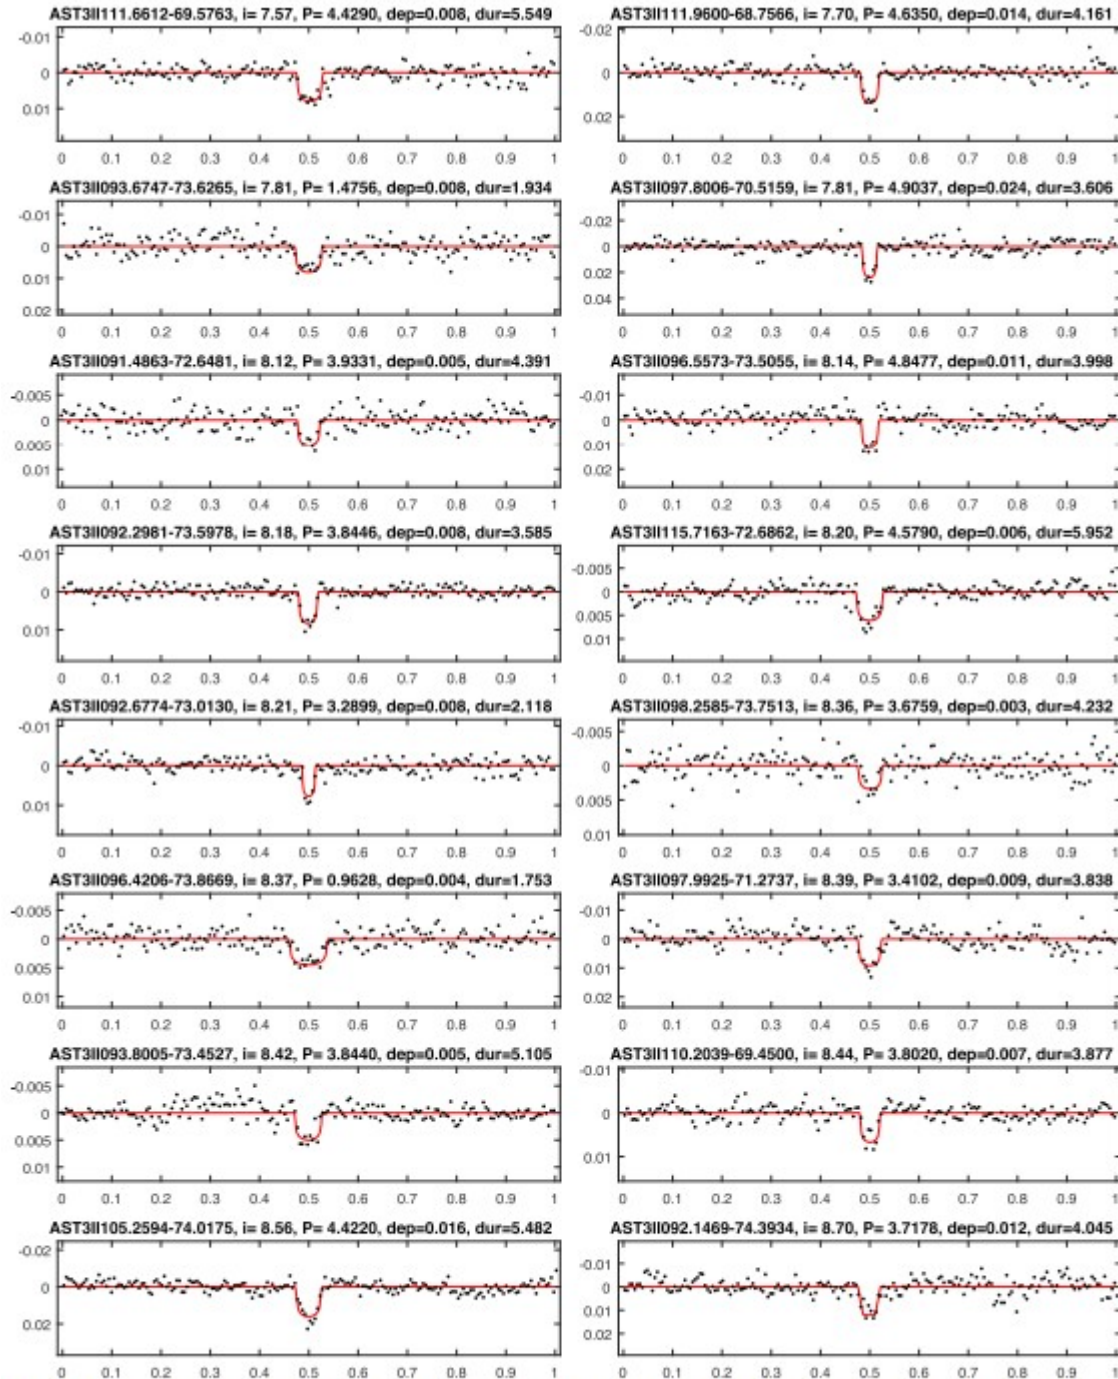 AST3II111.6612-69.5763, i= 7.57, P= 4.4290, dep=0.008, dur=5.549
-0.01
0
0.01
0 0.1 0.2 0.3 0.4 0.5 0.6 0.7 0.8 0.9 1
AST3II111.9600-68.7566, i= 7.70, P= 4.6350, dep=0.014, dur=4.161
-0.02
0
0.02
0 0.1 0.2 0.3 0.4 0.5 0.6 0.7 0.8 0.9 1
AST3II093.6747-73.6265, i= 7.81, P= 1.4756, dep=0.008, dur=1.934
-0.01
0
0.01
0.02
0 0.1 0.2 0.3 0.4 0.5 0.6 0.7 0.8 0.9 1
AST3II097.8006-70.5159, i= 7.81, P= 4.9037, dep=0.024, dur=3.606
-0.02
0
0.02
0.04
0 0.1 0.2 0.3 0.4 0.5 0.6 0.7 0.8 0.9 1
AST3II091.4863-72.6481, i= 8.12, P= 3.9331, dep=0.005, dur=4.391
-0.005
0
0.005
0.01
0 0.1 0.2 0.3 0.4 0.5 0.6 0.7 0.8 0.9 1
AST3II096.5573-73.5055, i= 8.14, P= 4.8477, dep=0.011, dur=3.998
-0.01
0
0.01
0.02
0 0.1 0.2 0.3 0.4 0.5 0.6 0.7 0.8 0.9 1
AST3II092.2981-73.5978, i= 8.18, P= 3.8446, dep=0.008, dur=3.585
-0.01
0
0.01
0 0.1 0.2 0.3 0.4 0.5 0.6 0.7 0.8 0.9 1
AST3II115.7163-72.6862, i= 8.20, P= 4.5790, dep=0.006, dur=5.952
-0.005
0
0.005
0.01
0 0.1 0.2 0.3 0.4 0.5 0.6 0.7 0.8 0.9 1
AST3II092.6774-73.0130, i= 8.21, P= 3.2899, dep=0.008, dur=2.118
-0.01
0
0.01
0 0.1 0.2 0.3 0.4 0.5 0.6 0.7 0.8 0.9 1
AST3II098.2585-73.7513, i= 8.36, P= 3.6759, dep=0.003, dur=4.232
-0.005
0
0.005
0.01
0 0.1 0.2 0.3 0.4 0.5 0.6 0.7 0.8 0.9 1
AST3II096.4206-73.8669, i= 8.37, P= 0.9628, dep=0.004, dur=1.753
-0.005
0
0.005
0.01
0 0.1 0.2 0.3 0.4 0.5 0.6 0.7 0.8 0.9 1
AST3II097.9925-71.2737, i= 8.39, P= 3.4102, dep=0.009, dur=3.838
-0.01
0
0.01
0.02
0 0.1 0.2 0.3 0.4 0.5 0.6 0.7 0.8 0.9 1
AST3II093.8005-73.4527, i= 8.42, P= 3.8440, dep=0.005, dur=5.105
-0.005
0
0.005
0.01
0 0.1 0.2 0.3 0.4 0.5 0.6 0.7 0.8 0.9 1
AST3II110.2039-69.4500, i= 8.44, P= 3.8020, dep=0.007, dur=3.877
-0.01
0
0.01
0 0.1 0.2 0.3 0.4 0.5 0.6 0.7 0.8 0.9 1
AST3II105.2594-74.0175, i= 8.56, P= 4.4220, dep=0.016, dur=5.482
-0.02
0
0.02
0 0.1 0.2 0.3 0.4 0.5 0.6 0.7 0.8 0.9 1
AST3II092.1469-74.3934, i= 8.70, P= 3.7178, dep=0.012, dur=4.045
-0.01
0
0.01
0.02
0 0.1 0.2 0.3 0.4 0.5 0.6 0.7 0.8 0.9 1